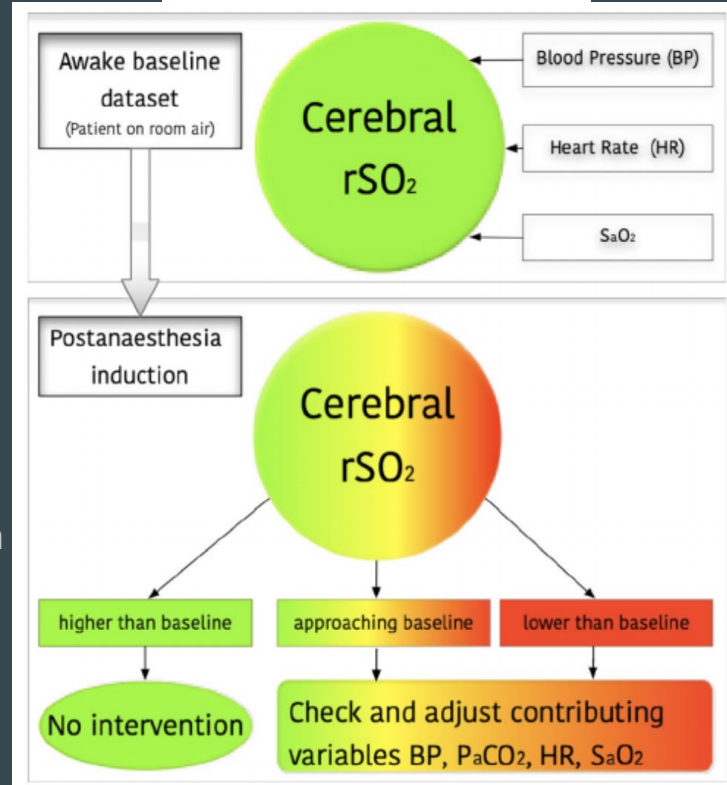 Awake baseline
dataset
(Patient on room air)
Cerebral
rSO₂
Blood Pressure (BP)
Heart Rate (HR)
SaO₂
Postanaesthesia
induction
Cerebral
rSO₂
higher than baseline
approaching baseline
lower than baseline
No intervention
Check and adjust contributing
variables BP, PaCO₂, HR, SaO₂